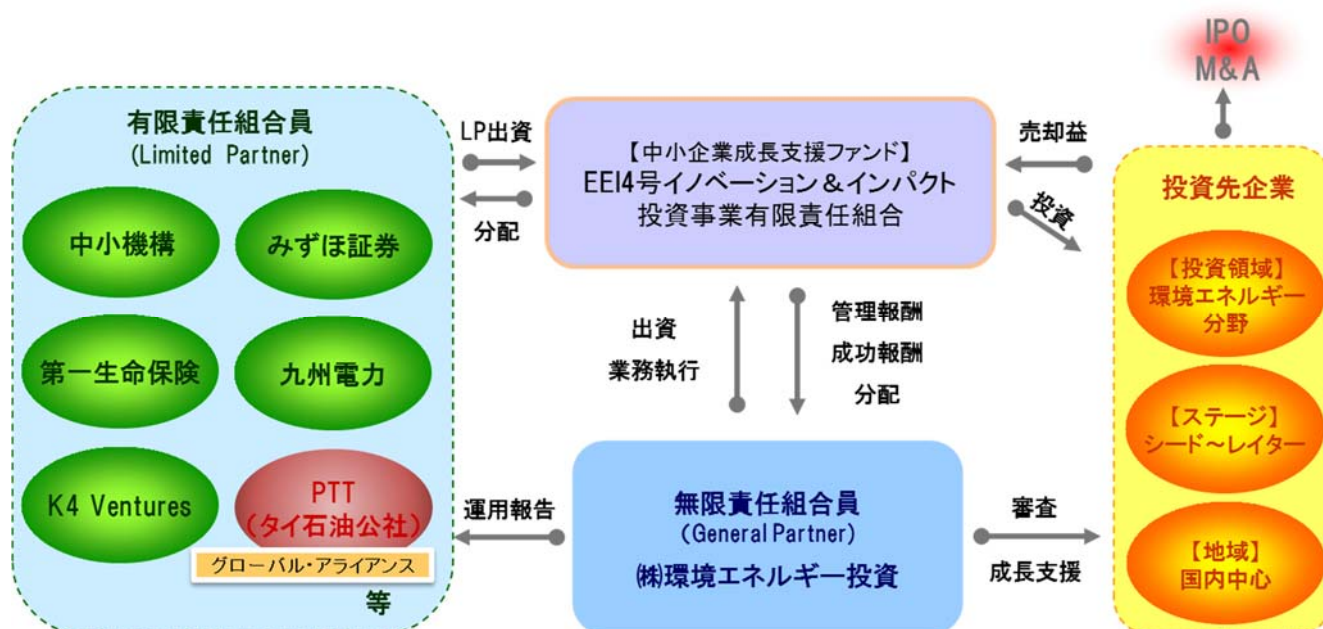 IPO
M&A
有限責任組合員
(Limited Partner)
中小機構
みずほ証券
第一生命保険
九州電力
K4 Ventures
PTT
(タイ石油公社)
グローバル・アライアンス
等
LP出資
分配
【中小企業成長支援ファンド】
EEI4号イノベーション&インパクト
投資事業有限責任組合
売却益
投資
出資
業務執行
管理報酬
成功報酬
分配
運用報告
無限責任組合員
(General Partner)
㈱環境エネルギー投資
審査
成長支援
投資先企業
【投資領域】
環境エネルギー
分野
【ステージ】
シード~レイター
【地域】
国内中心